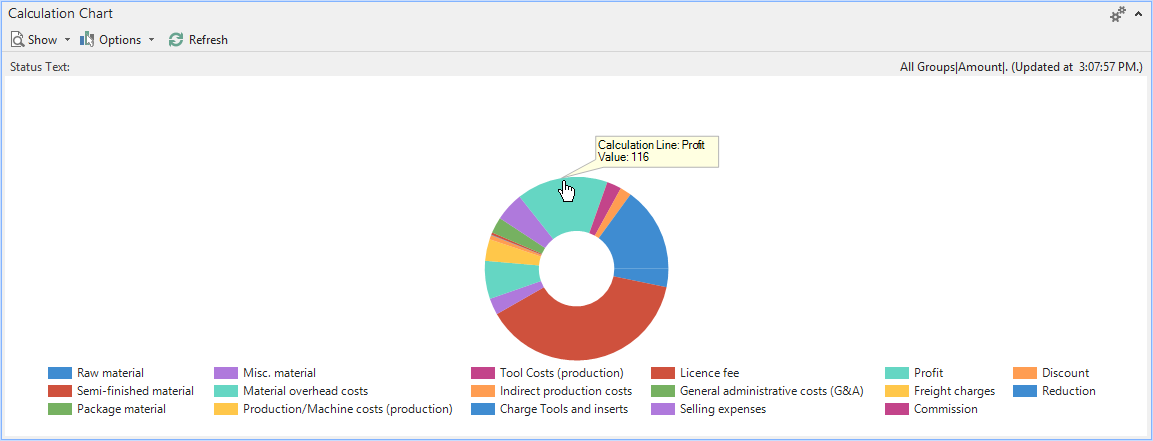 Calculation Chart
Show Options Refresh
Status Text: All Groups|Amount|. (Updated at 3:07:57 PM.)
Calculation Line: Profit
Value: 116
Raw material Misc. material Tool Costs (production) Licence fee Profit Discount
Semi-finished material Material overhead costs Indirect production costs General administrative costs (G&A) Freight charges Reduction
Package material Production/Machine costs (production) Charge Tools and inserts Selling expenses Commission